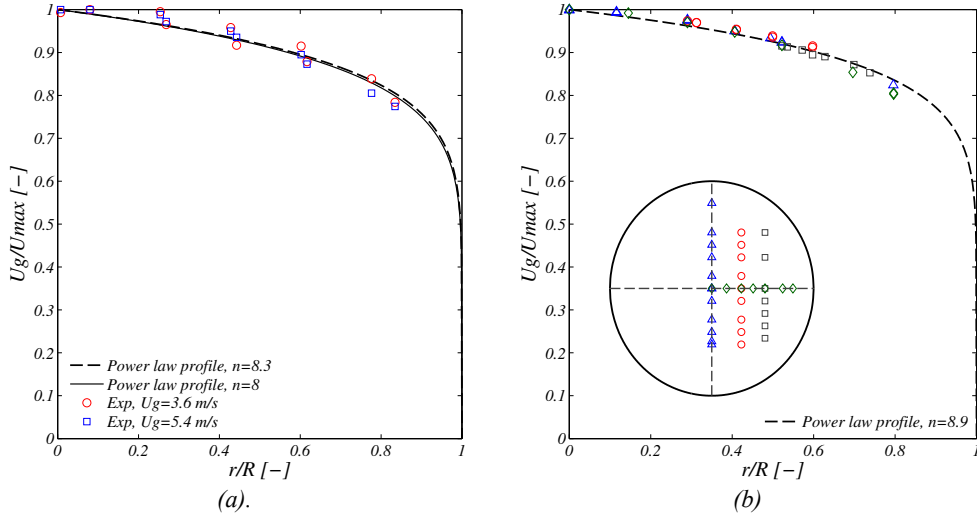 1
0.9
0.8
0.7
0.6
0.5
0.4
0.3
0.2
0.1
0
Ug/Umax [−]
Power law profile, n=8.3
Power law profile, n=8
Exp, Ug=3.6 m/s
Exp, Ug=5.4 m/s
0 0.2 0.4 0.6 0.8 1
r/R [−]
(a).
1
0.9
0.8
0.7
0.6
0.5
0.4
0.3
0.2
0.1
0
Ug/Umax [−]
Power law profile, n=8.9
0 0.2 0.4 0.6 0.8 1
r/R [−]
(b)